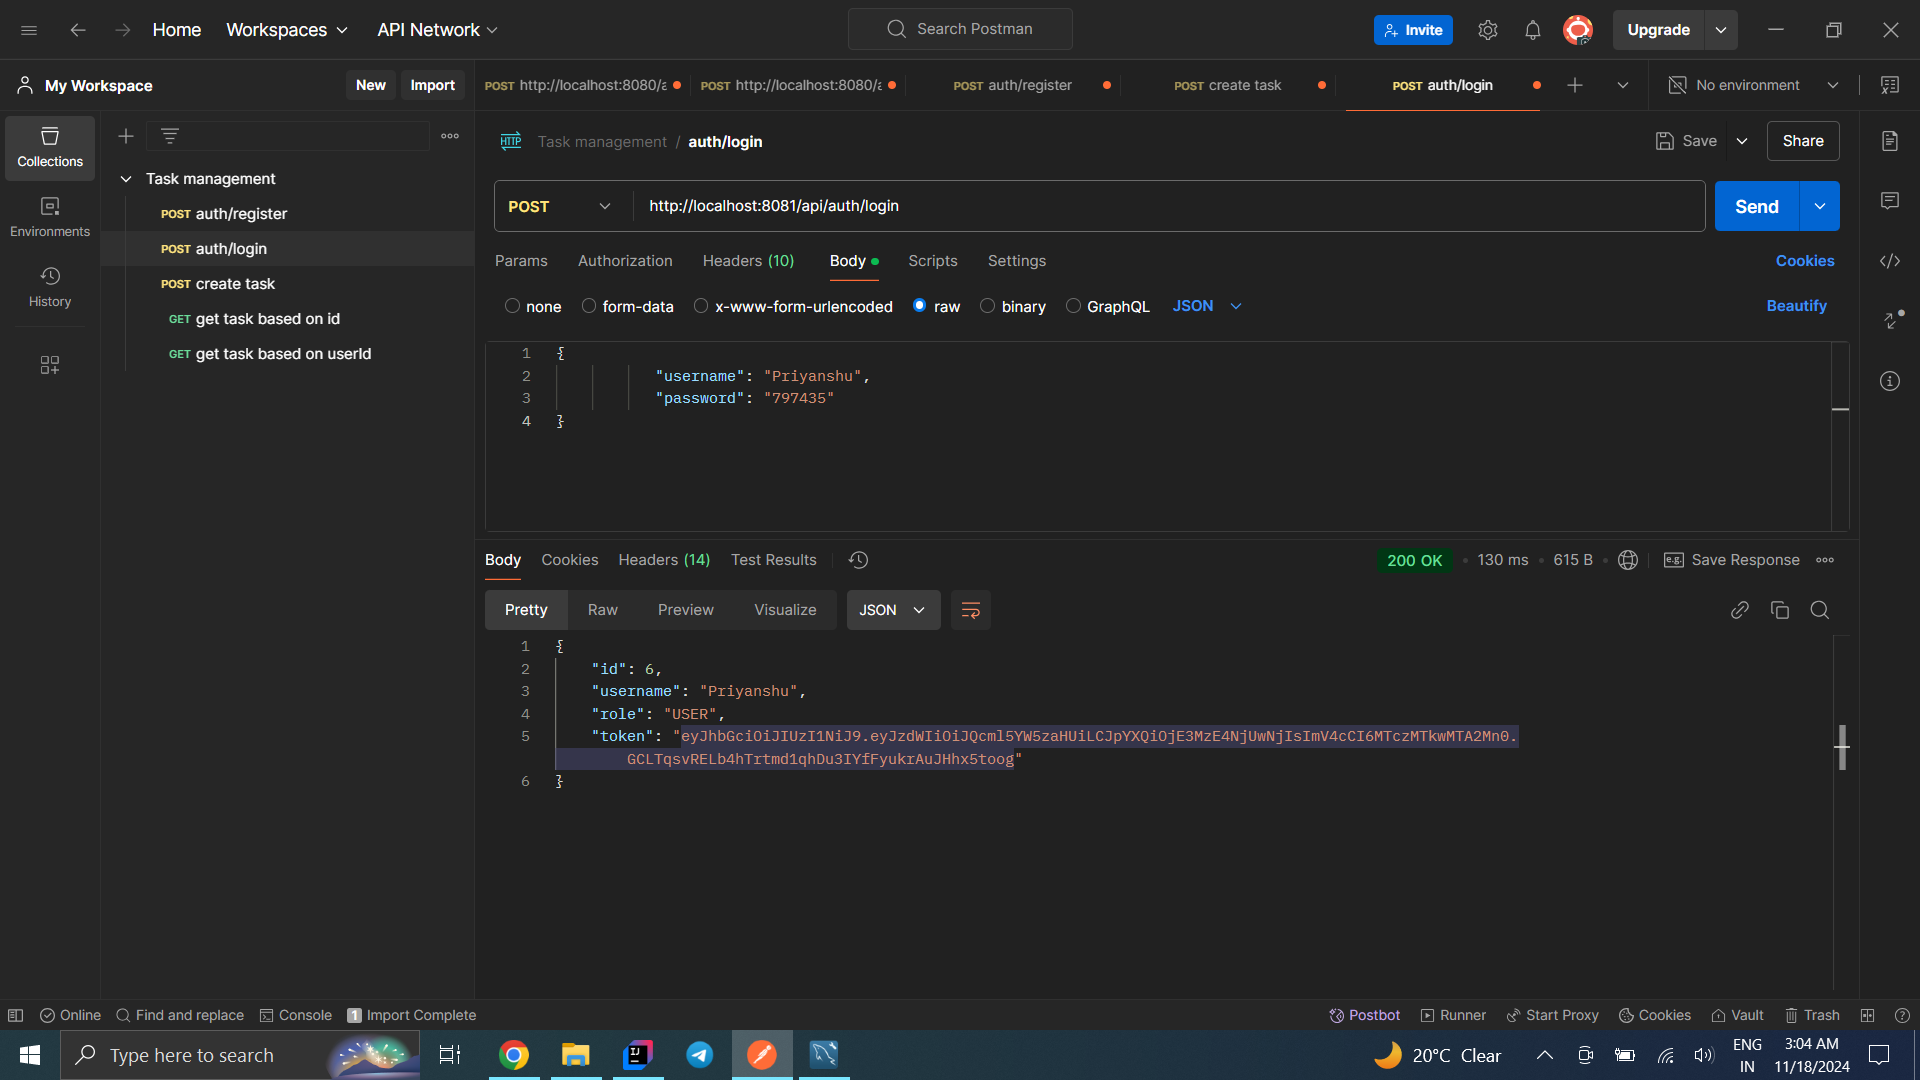 Home Workspaces API Network Search Postman Invite Upgrade
My Workspace New Import POST http://localhost:8080/a POST http://localhost:8080/a POST auth/register POST create task POST auth/login No environment
Collections
Environments
History
Task management
POST auth/register
POST auth/login
POST create task
GET get task based on id
GET get task based on userId
HTTP Task management / auth/login Save Share
POST http://localhost:8081/api/auth/login Send
Params Authorization Headers (10) Body Scripts Settings Cookies
none form-data x-www-form-urlencoded raw binary GraphQL JSON Beautify
1 {
2 "username": "Priyanshu",
3 "password": "797435"
4 }
Body Cookies Headers (14) Test Results 200 OK • 130 ms • 615 B e.g. Save Response
Pretty Raw Preview Visualize JSON
1 {
2 "id": 6,
3 "username": "Priyanshu",
4 "role": "USER",
5 "token": "eyJhbGciOiJIUzI1NiJ9.eyJzdWIiOiJQcml5YW5zaHUiLCJpYXQiOjE3MzE4NjUwNjIsImV4cCI6MTczMTkwMTA2Mn0.
GCLTqsvRELb4hTrtmd1qhDu3IYfFyukrAuJHhx5toog"
6 }
Online Find and replace Console 1 Import Complete Postbot Runner Start Proxy Cookies Vault Trash
Type here to search IJ 20°C Clear ENG IN 3:04 AM 11/18/2024